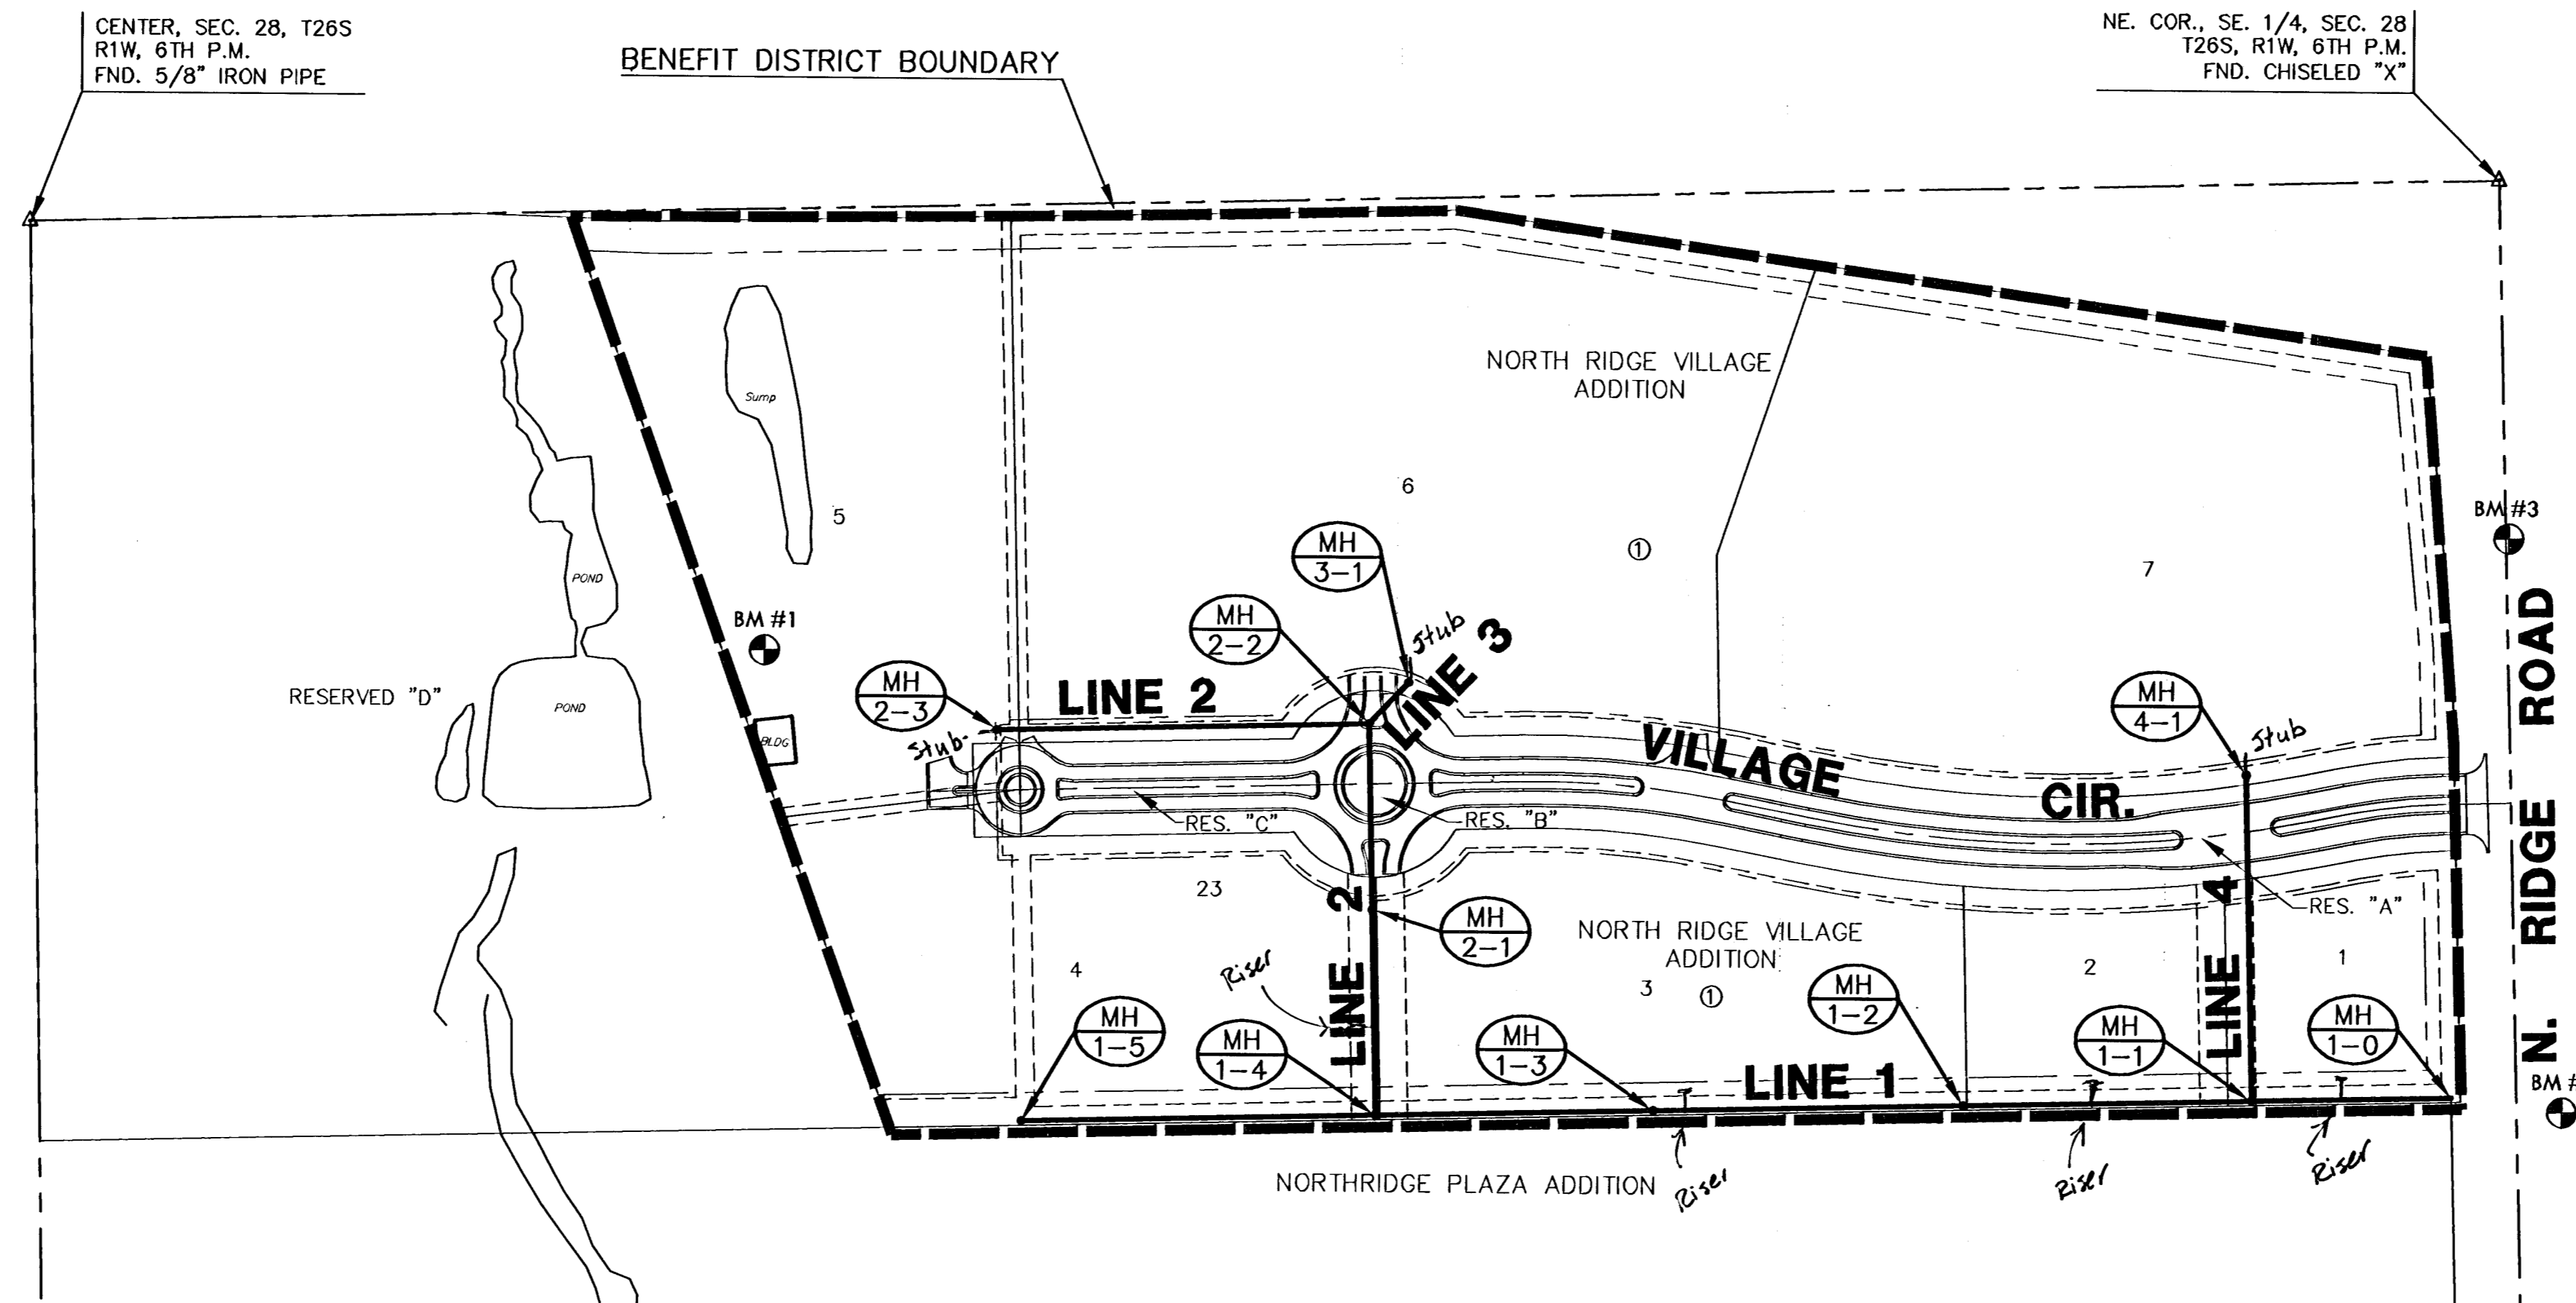 CENTER, SEC. 28, T26S
R1W, 6TH P.M.
FND. 5/8" IRON PIPE
BENEFIT DISTRICT BOUNDARY
NE. COR., SE. 1/4, SEC. 28
T26S, R1W, 6TH P.M.
FND. CHISELED "X"
NORTH RIDGE VILLAGE
ADDITION
Sump
5
6
1
7
BM #3
POND
BM #1
MH
3-1
MH
2-2
Stub
LINE 3
MH
2-3
LINE 2
Stub
RESERVED "D"
POND
BLDG
MH
4-1
Stub
VILLAGE
CIR.
N. RIDGE ROAD
RES. "C"
RES. "B"
RES. "A"
23
LINE 2
MH
2-1
NORTH RIDGE VILLAGE
ADDITION
3
1
LINE 4
2
1
4
Riser
MH
1-5
MH
1-4
MH
1-3
LINE 1
MH
1-2
MH
1-1
MH
1-0
BM #
Riser
Riser
Riser
NORTHRIDGE PLAZA ADDITION